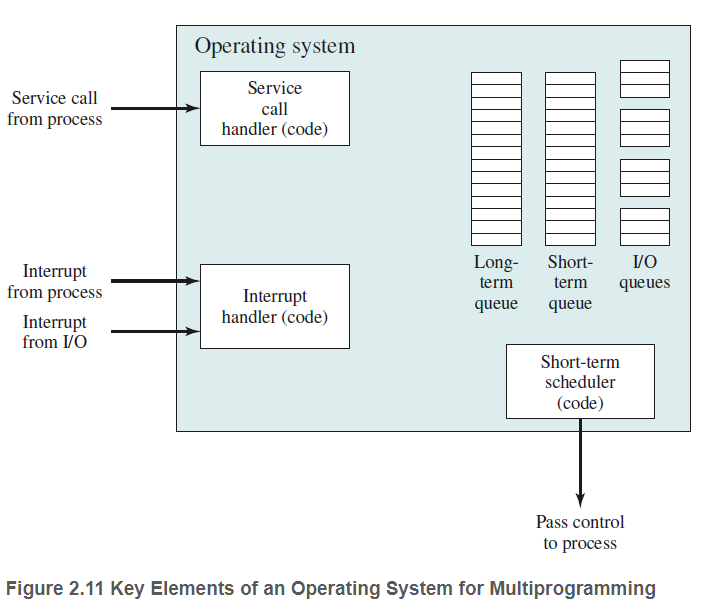 Operating system
Service call
from process
Service
call
handler (code)
Interrupt
from process
Interrupt
from I/O
Interrupt
handler (code)
Long-
term
queue
Short-
term
queue
I/O
queues
Short-term
scheduler
(code)
Pass control
to process
Figure 2.11 Key Elements of an Operating System for Multiprogramming